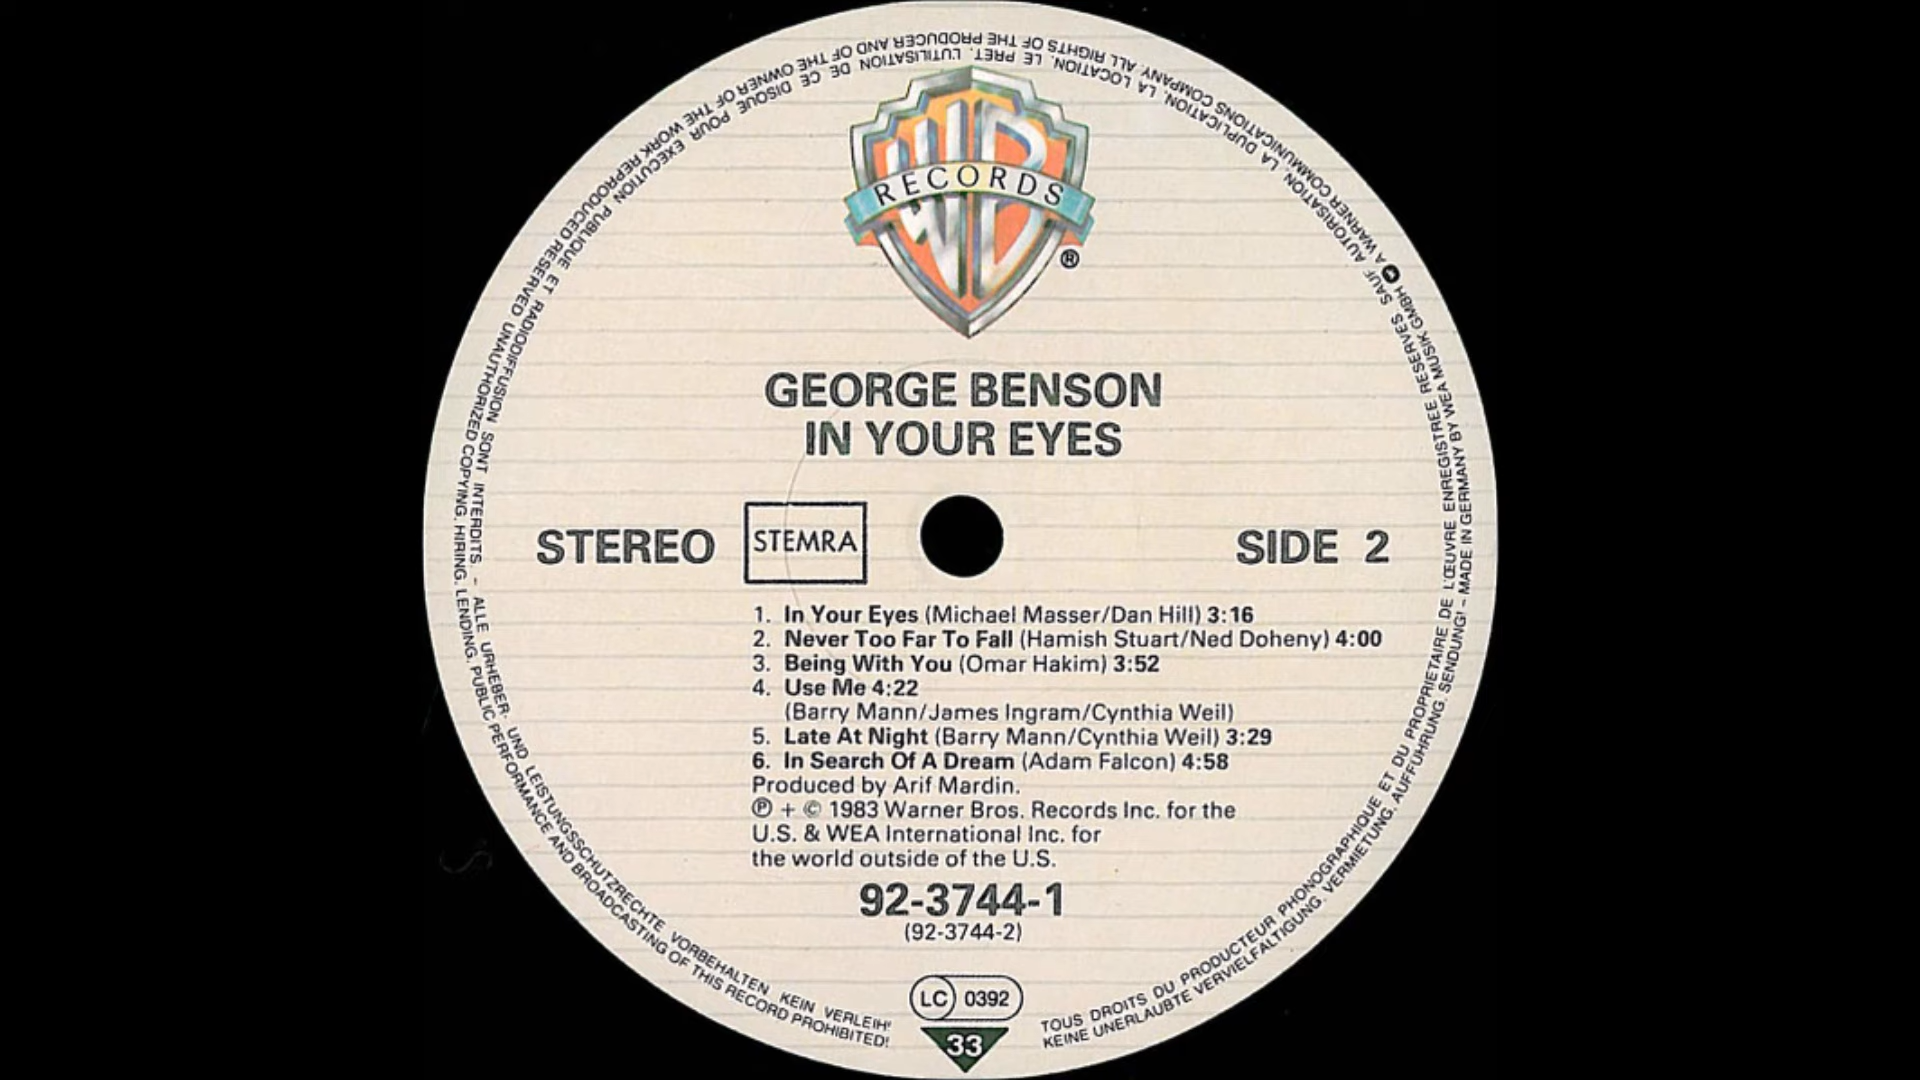 WB
RECORDS
®
GEORGE BENSON
IN YOUR EYES
STEREO
STEMRA
SIDE 2
1. In Your Eyes (Michael Masser/Dan Hill) 3:16
2. Never Too Far To Fall (Hamish Stuart/Ned Doheny) 4:00
3. Being With You (Omar Hakim) 3:52
4. Use Me 4:22
(Barry Mann/James Ingram/Cynthia Weil)
5. Late At Night (Barry Mann/Cynthia Weil) 3:29
6. In Search Of A Dream (Adam Falcon) 4:58
Produced by Arif Mardin.
℗ + © 1983 Warner Bros. Records Inc. for the
U.S. & WEA International Inc. for
the world outside of the U.S.
92-3744-1
(92-3744-2)
LC 0392
33
TOUS DROITS DU PRODUCTEUR PHONOGRAPHIQUE ET DU PROPRIETAIRE DE L'ŒUVRE ENREGISTREE RESERVES. SAUF AUTORISATION, LA DUPLICATION, LA LOCATION, LE PRET, L'UTILISATION DE CE DISQUE POUR EXECUTION PUBLIQUE ET RADIODIFFUSION SONT INTERDITS. - ALLE URHEBER- UND LEISTUNGSSCHUTZRECHTE VORBEHALTEN KEIN VERLEIH!
KEINE UNERLAUBTE VERVIELFALTIGUNG, VERMIETUNG, AUFFUHRUNG, SENDUNG! - MADE IN GERMANY BY WEA MUSIK GMBH A WARNER COMMUNICATIONS COMPANY. ALL RIGHTS OF THE PRODUCER AND OF THE OWNER OF THE WORK REPRODUCED RESERVED UNAUTHORIZED COPYING, HIRING, LENDING, PUBLIC PERFORMANCE AND BROADCASTING OF THIS RECORD PROHIBITED!